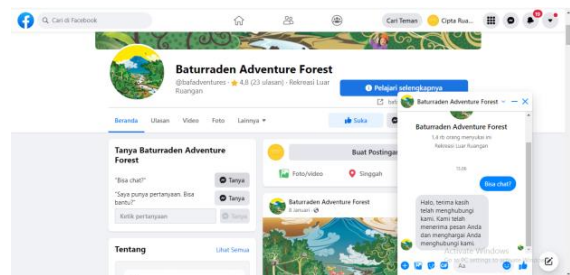 Cari di Facebook
Cari Teman
Cipta Rua...
Baturraden Adventure Forest
@bafadventures · 4,8 (23 ulasan) · Rekreasi Luar
Ruangan
Pelajari selengkapnya
Beranda Ulasan Video Foto Lainnya
Suka
Tanya Baturraden Adventure
Forest
"Bisa chat?"
Tanya
"Saya punya pertanyaan. Bisa
bantu?"
Tanya
Ketik pertanyaan
Tanya
Tentang
Lihat Semua
Buat Postingan
Foto/video
Singgah
Baturraden Adventure Forest
8 Januari
Baturraden Adventure Forest
Baturraden Adventure Forest
1,4 rb orang menyukai ini
Rekreasi Luar Ruangan
Bisa chat?
Halo, terima kasih
telah menghubungi
kami. Kami telah
menerima pesan Anda
dan menghargai Anda
menghubungi kami.
Aa
Activate Windows